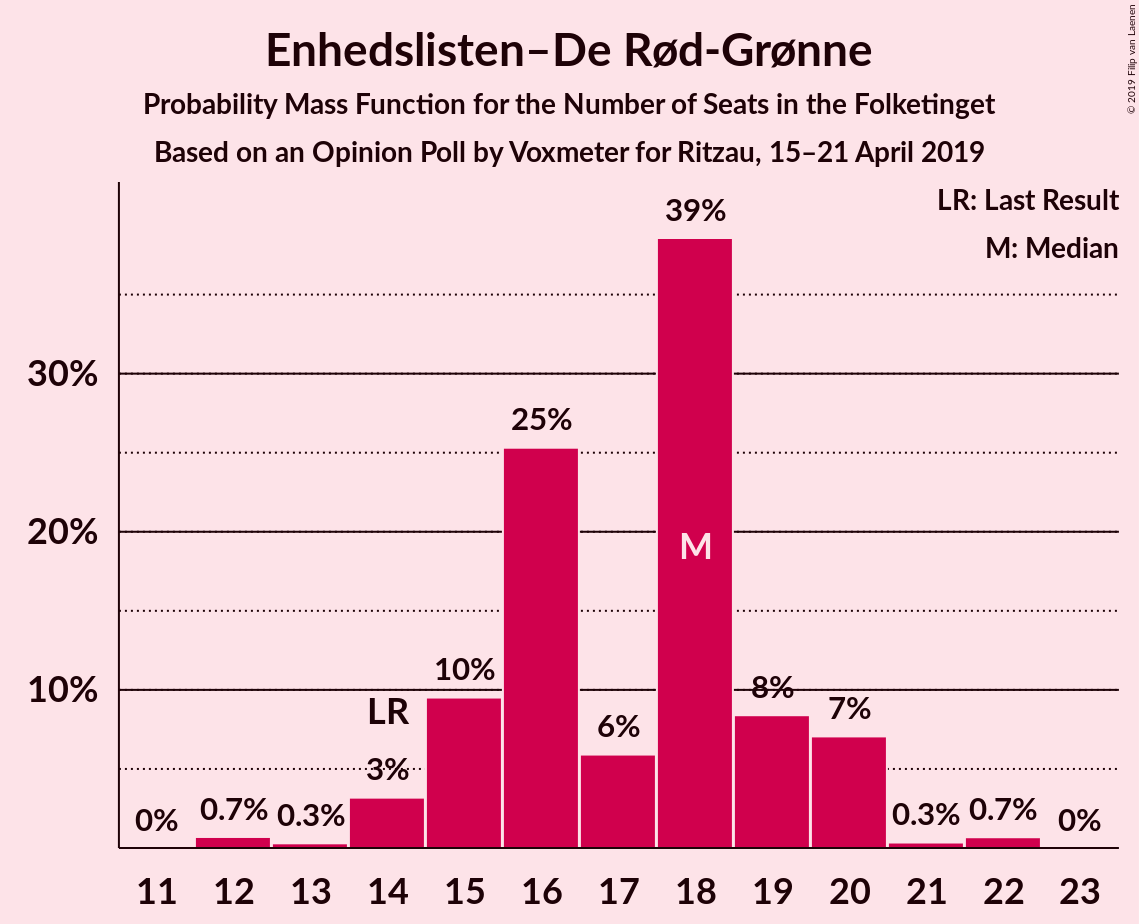 Enhedslisten–De Rød-Grønne
Probability Mass Function for the Number of Seats in the Folketinget
Based on an Opinion Poll by Voxmeter for Ritzau, 15–21 April 2019
© 2019 Filip van Laenen
LR: Last Result
M: Median
30%
20%
10%
0%
0.7%
0.3%
LR
3%
10%
25%
6%
39%
M
8%
7%
0.3%
0.7%
0%
11 12 13 14 15 16 17 18 19 20 21 22 23